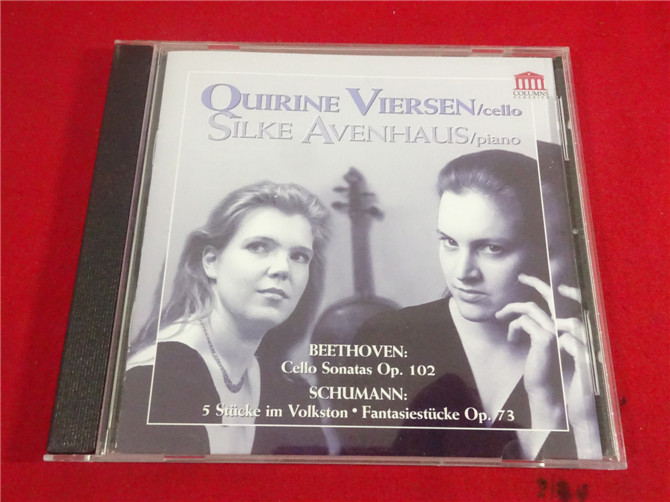 QUIRINE VIERSEN/cello
SILKE AVENHAUS/piano
COLUMNS
CLASSICS
BEETHOVEN:
Cello Sonatas Op. 102
SCHUMANN:
5 Stücke im Volkston • Fantasiestücke Op. 73